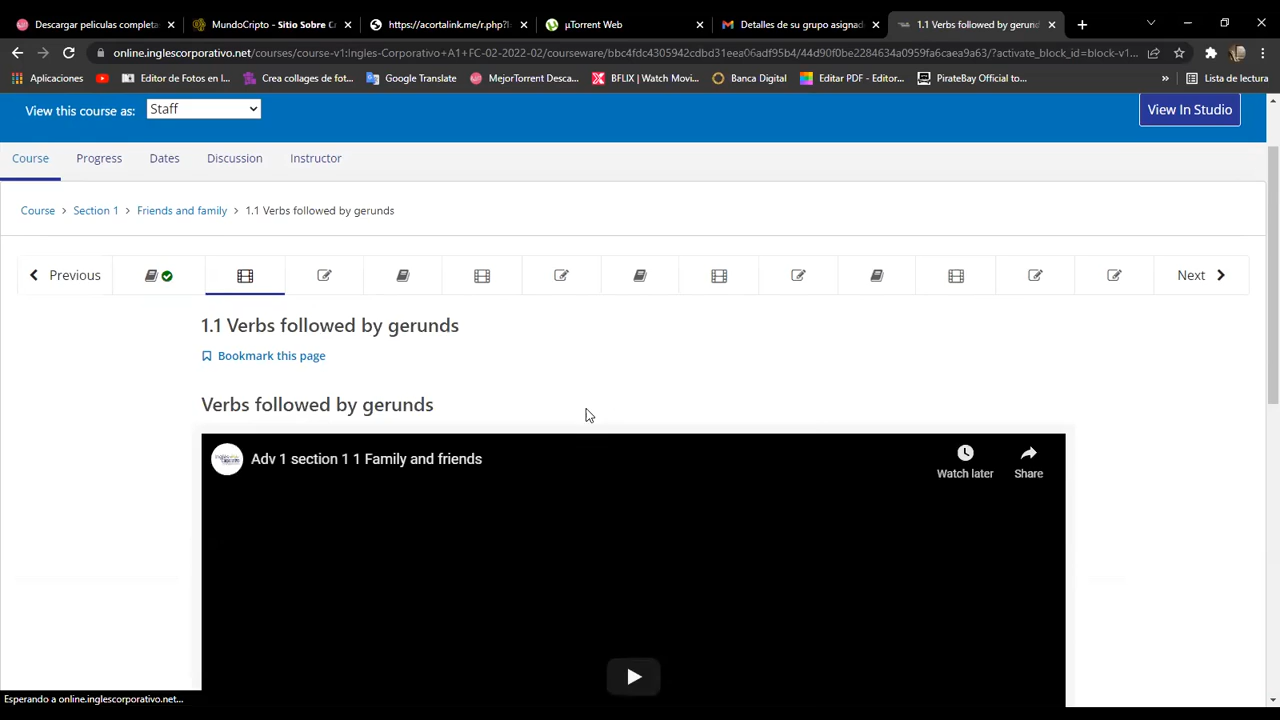 Descargar peliculas completas
MundoCripto - Sitio Sobre C
https://acortalink.me/r.php?l=
µTorrent Web
Detalles de su grupo asignado
1.1 Verbs followed by gerund
online.inglescorporativo.net/courses/course-v1:Ingles-Corporativo+A1+FC-02-2022-02/courseware/bbc4fdc4305942cdbd31eea06adf95b4/44d90f0be2284634a0959fa6caea9a63/?activate_block_id=block-v1...
Aplicaciones
Editor de Fotos en l...
Crea collages de fot...
Google Translate
MejorTorrent Desca...
BFLIX | Watch Movi...
Banca Digital
Editar PDF - Editor...
PirateBay Official to...
»
Lista de lectura
View this course as:
Staff
View In Studio
Course
Progress
Dates
Discussion
Instructor
Course > Section 1 > Friends and family > 1.1 Verbs followed by gerunds
Previous
Next
1.1 Verbs followed by gerunds
Bookmark this page
Verbs followed by gerunds
Adv 1 section 1 1 Family and friends
Watch later
Share
Esperando a online.inglescorporativo.net...